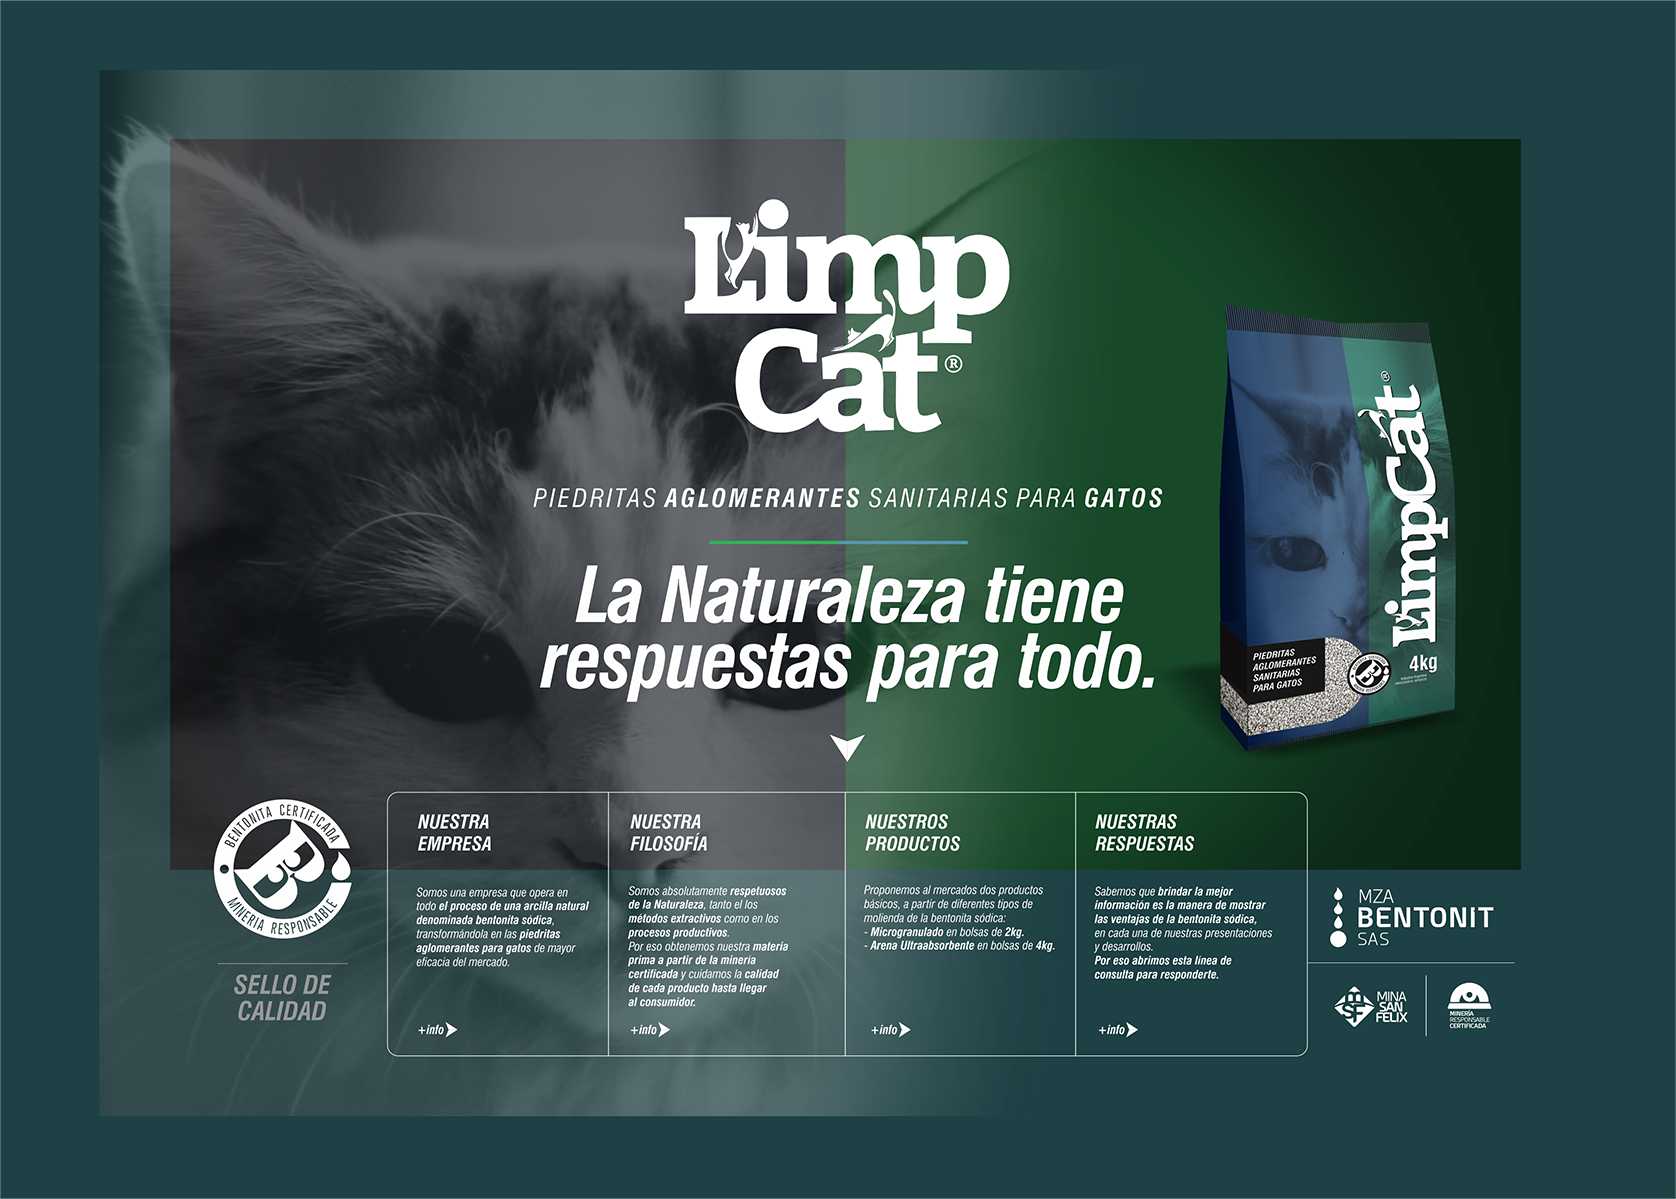 Limp
Cat®
PIEDRITAS AGLOMERANTES SANITARIAS PARA GATOS
La Naturaleza tiene
respuestas para todo.
LimpCat®
PIEDRITAS
AGLOMERANTES
SANITARIAS
PARA GATOS
B
4kg
BENTONITA CERTIFICADA
B
MINERIA RESPONSABLE
SELLO DE
CALIDAD
NUESTRA
EMPRESA
Somos una empresa que opera en
todo el proceso de una arcilla natural
denominada bentonita sódica,
transformándola en las piedritas
aglomerantes para gatos de mayor
eficacia del mercado.
+info
NUESTRA
FILOSOFÍA
Somos absolutamente respetuosos
de la Naturaleza, tanto el los
métodos extractivos como en los
procesos productivos.
Por eso obtenemos nuestra materia
prima a partir de la minería
certificada y cuidamos la calidad
de cada producto hasta llegar
al consumidor.
+info
NUESTROS
PRODUCTOS
Proponemos al mercados dos productos
básicos, a partir de diferentes tipos de
molienda de la bentonita sódica:
- Microgranulado en bolsas de 2kg.
- Arena Ultraabsorbente en bolsas de 4kg.
+info
NUESTRAS
RESPUESTAS
Sabemos que brindar la mejor
información es la manera de mostrar
las ventajas de la bentonita sódica,
en cada una de nuestras presentaciones
y desarrollos.
Por eso abrimos esta línea de
consulta para responderte.
+info
MZA
BENTONIT
SAS
MSF
MINA
SAN
FELIX
MINERÍA
RESPONSABLE
CERTIFICADA